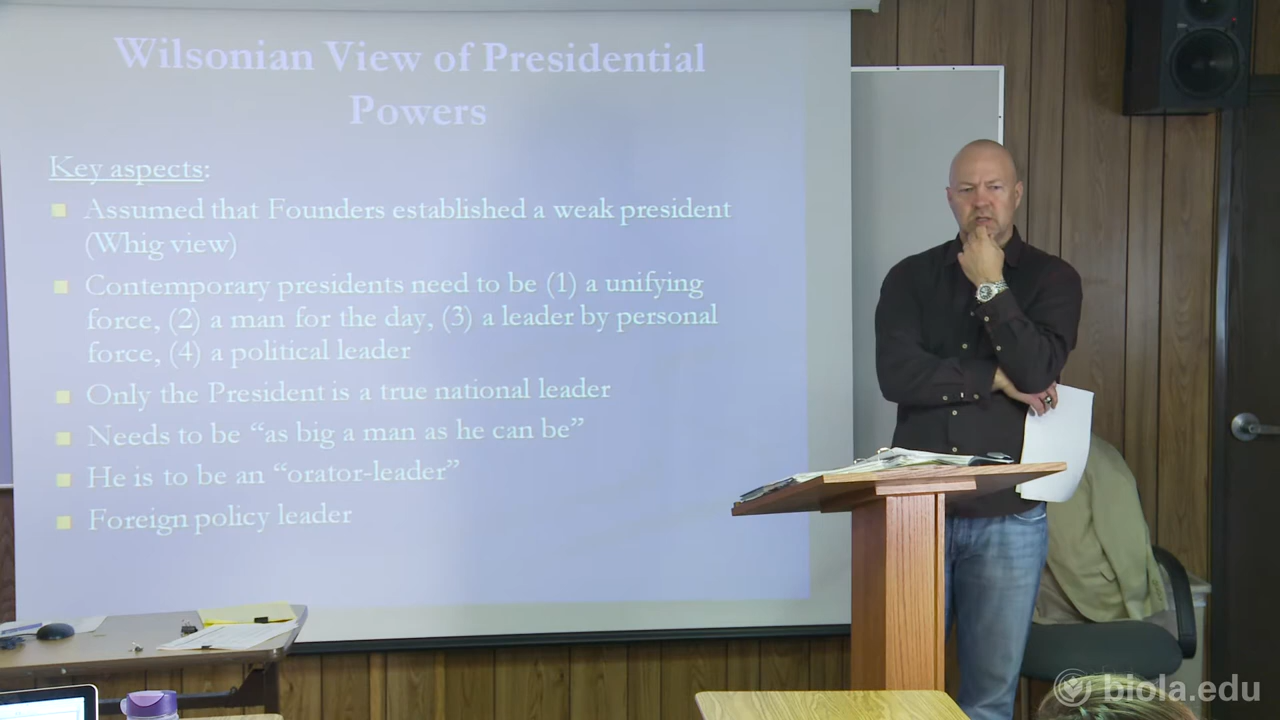 Wilsonian View of Presidential
Powers
Key aspects:
Assumed that Founders established a weak president
(Whig view)
Contemporary presidents need to be (1) a unifying
force, (2) a man for the day, (3) a leader by personal
force, (4) a political leader
Only the President is a true national leader
Needs to be “as big a man as he can be”
He is to be an “orator-leader”
Foreign policy leader
biola.edu